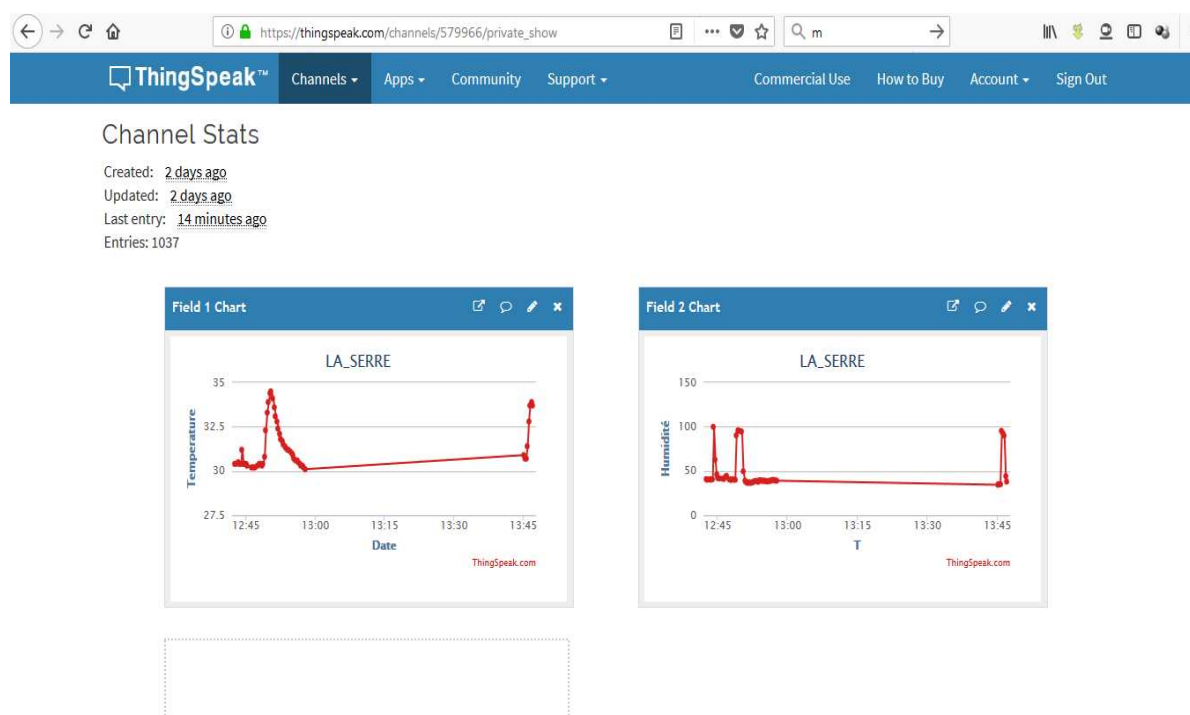 https://thingspeak.com/channels/579966/private_show
m
ThingSpeak™ Channels Apps Community Support Commercial Use How to Buy Account Sign Out
Channel Stats
Created: 2 days ago
Updated: 2 days ago
Last entry: 14 minutes ago
Entries: 1037
Field 1 Chart
LA_SERRE
Temperature
35
32.5
30
27.5
12:45 13:00 13:15 13:30 13:45
Date
ThingSpeak.com
Field 2 Chart
LA_SERRE
Humidité
150
100
50
0
12:45 13:00 13:15 13:30 13:45
T
ThingSpeak.com